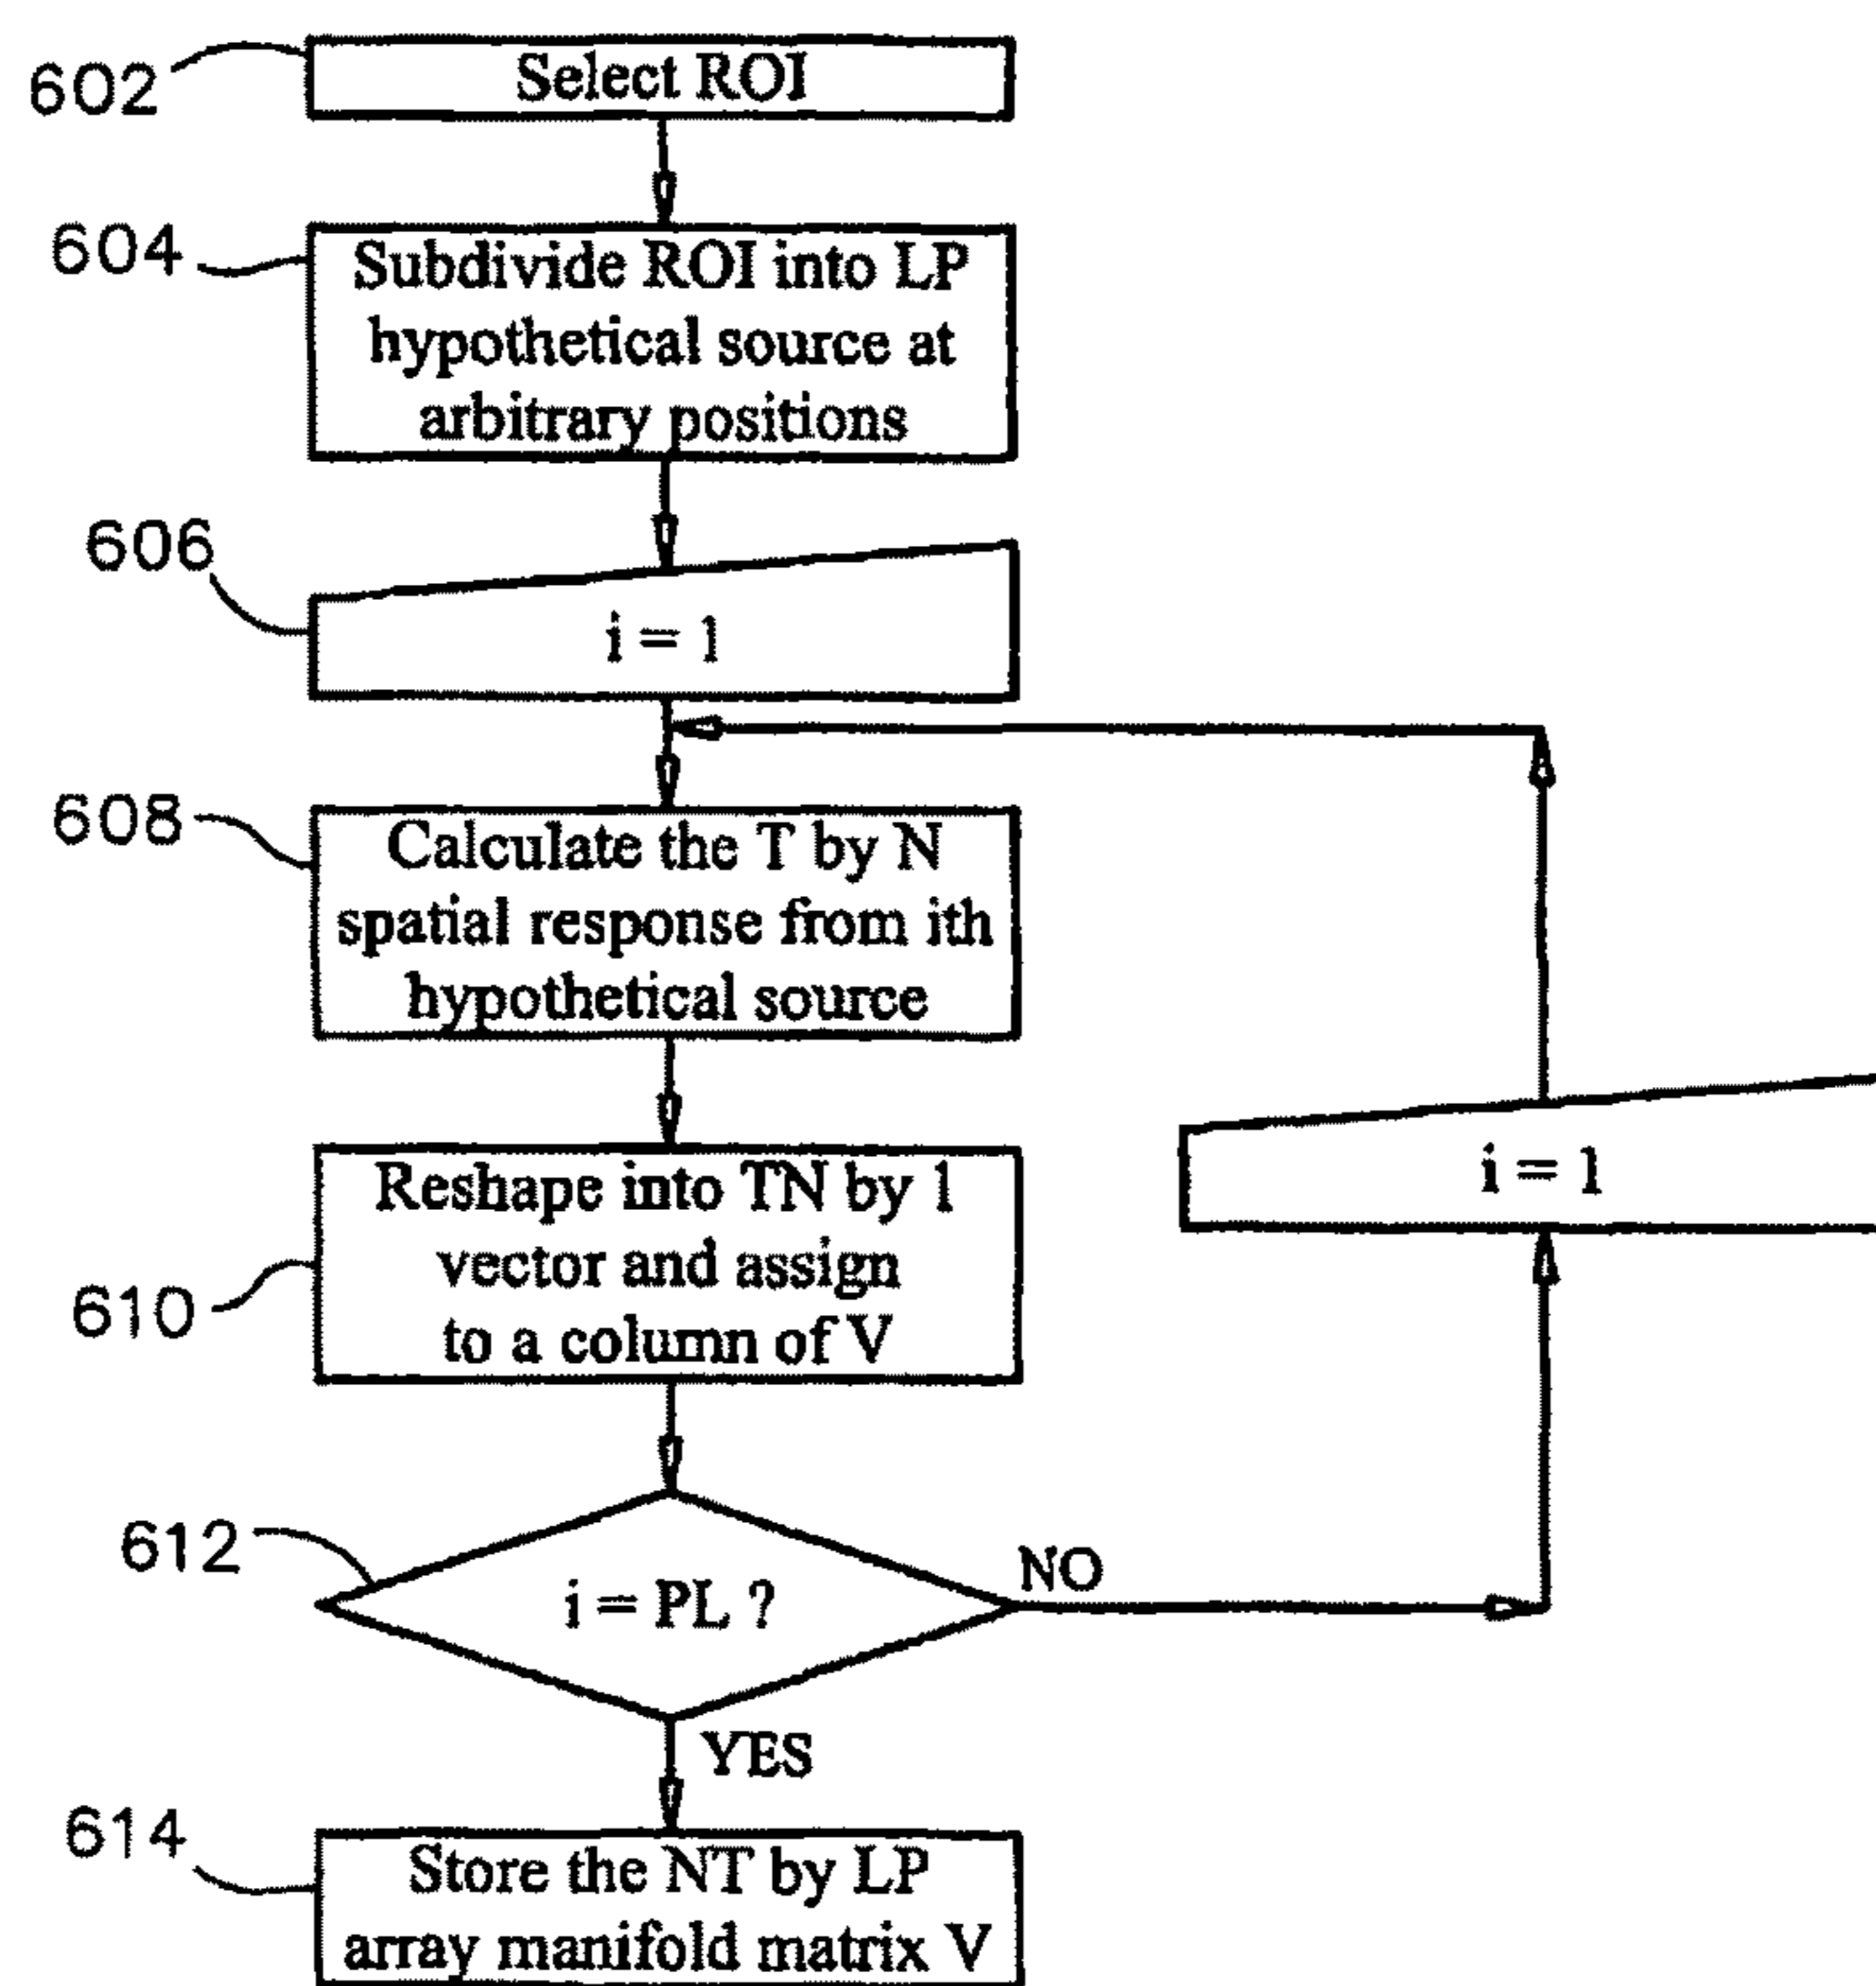 602
Select ROI
604
Subdivide ROI into LP
hypothetical source at
arbitrary positions
606
i = 1
608
Calculate the T by N
spatial response from ith
hypothetical source
610
Reshape into TN by 1
vector and assign
to a column of V
i = 1
612
i = PL ?
NO
YES
614
Store the NT by LP
array manifold matrix V